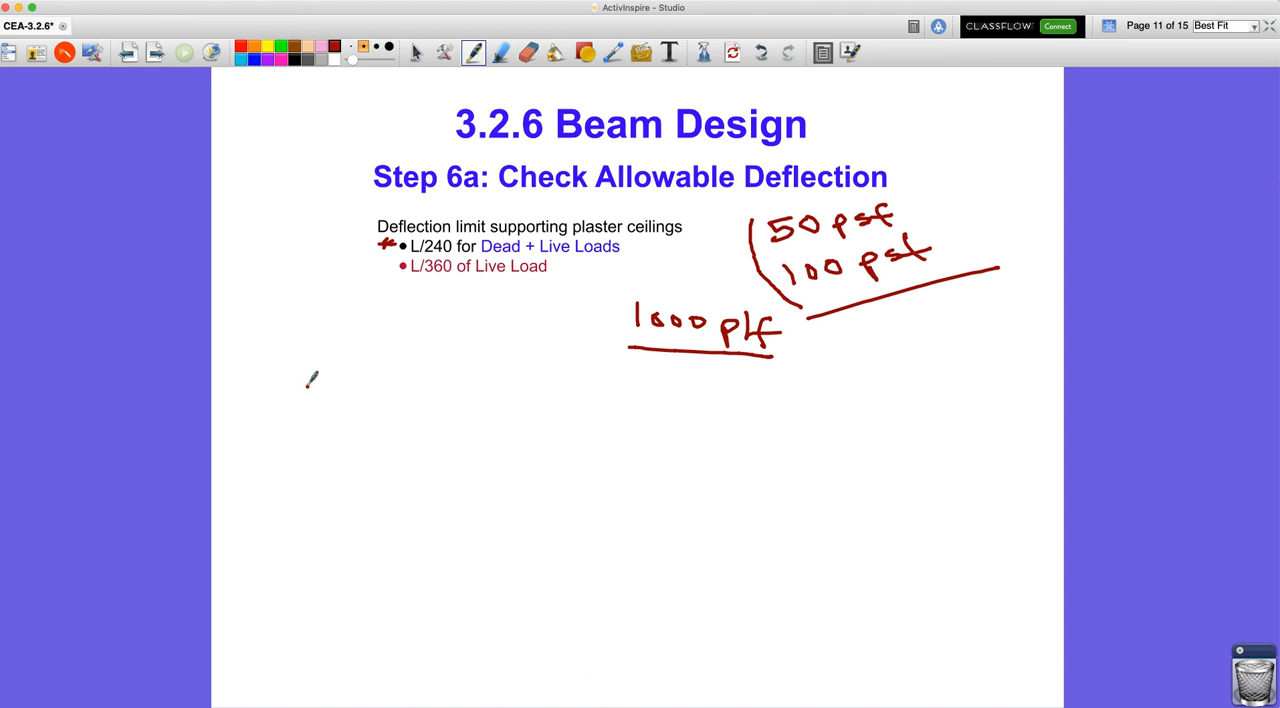 ActivInspire - Studio
CEA-3.2.6*
CLASSFLOW Connect
Page 11 of 15 Best Fit
3.2.6 Beam Design
Step 6a: Check Allowable Deflection
Deflection limit supporting plaster ceilings
* • L/240 for Dead + Live Loads
• L/360 of Live Load
50 psf
100 psf
1000 plf